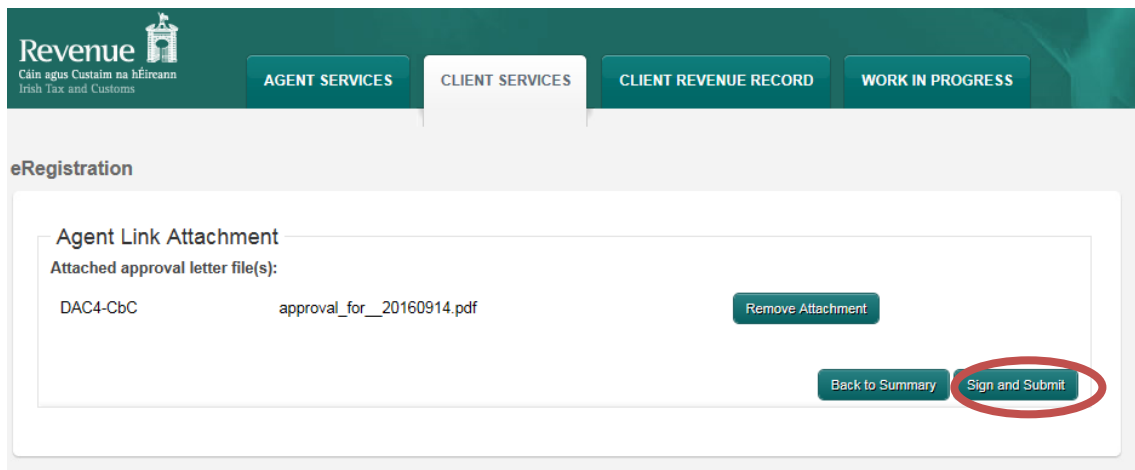 Revenue
Cáin agus Custaim na hÉireann
Irish Tax and Customs
AGENT SERVICES
CLIENT SERVICES
CLIENT REVENUE RECORD
WORK IN PROGRESS
eRegistration
Agent Link Attachment
Attached approval letter file(s):
DAC4-CbC approval_for__20160914.pdf Remove Attachment
Back to Summary Sign and Submit